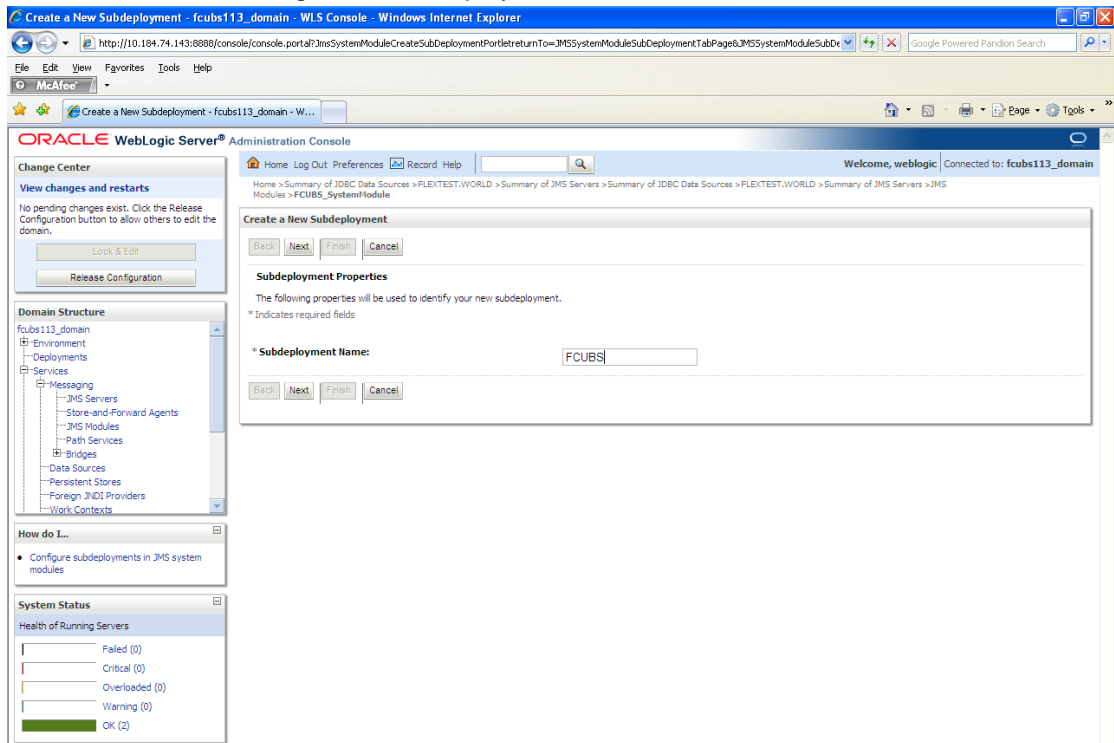 Create a New Subdeployment - fcubs113_domain - WLS Console - Windows Internet Explorer
http://10.184.74.143:8888/console/console.portal?JmsSystemModuleCreateSubDeploymentPortletreturnTo=JMSSystemModuleSubDeploymentTabPage&JMSSystemModuleSubDe
Google Powered Pandion Search
File Edit View Favorites Tools Help
McAfee
Create a New Subdeployment - fcubs113_domain - W...
Page Tools »
ORACLE WebLogic Server® Administration Console
Change Center
View changes and restarts
No pending changes exist. Click the Release
Configuration button to allow others to edit the
domain.
Lock & Edit
Release Configuration
Domain Structure
fcubs113_domain
Environment
Deployments
Services
Messaging
JMS Servers
Store-and-Forward Agents
JMS Modules
Path Services
Bridges
Data Sources
Persistent Stores
Foreign JNDI Providers
Work Contexts
How do I...
Configure subdeployments in JMS system
modules
System Status
Health of Running Servers
Failed (0)
Critical (0)
Overloaded (0)
Warning (0)
OK (2)
Home Log Out Preferences Record Help
Welcome, weblogic Connected to: fcubs113_domain
Home >Summary of JDBC Data Sources >FLEXTEST.WORLD >Summary of JMS Servers >Summary of JDBC Data Sources >FLEXTEST.WORLD >Summary of JMS Servers >JMS
Modules >FCUBS_SystemModule
Create a New Subdeployment
Back Next Finish Cancel
Subdeployment Properties
The following properties will be used to identify your new subdeployment.
* Indicates required fields
* Subdeployment Name: FCUBS
Back Next Finish Cancel